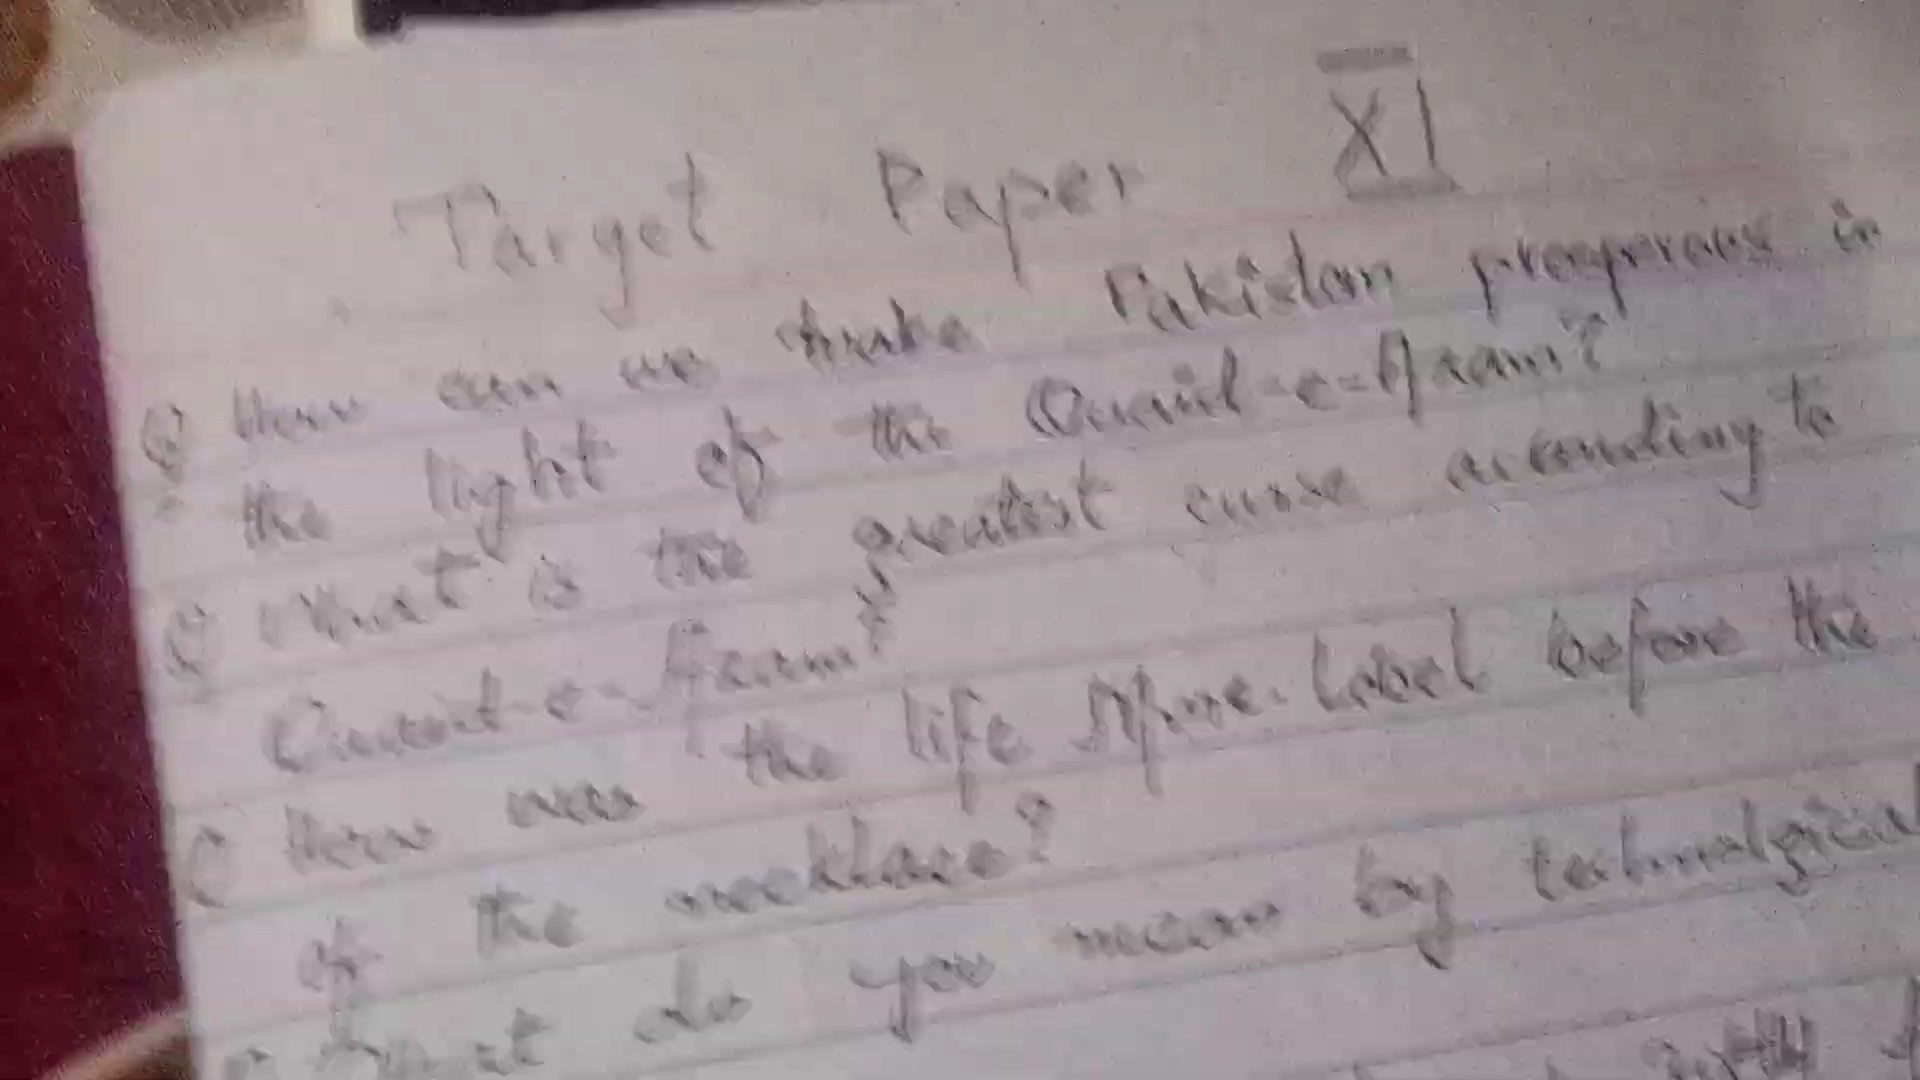 Target Paper XI
Q How can we make Pakistan prosperous in
the light of the Quaid-e-Azam?
Q What is the greatest curse according to
Quaid-e-Azam?
Q How was the life Mme. Loisel before the
of the necklace?
Q What do you mean by technological